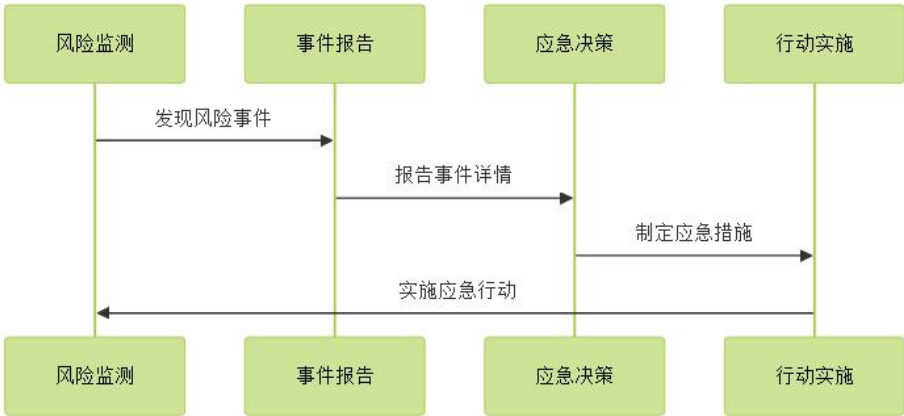 风险监测
事件报告
应急决策
行动实施
发现风险事件
报告事件详情
制定应急措施
实施应急行动
风险监测
事件报告
应急决策
行动实施